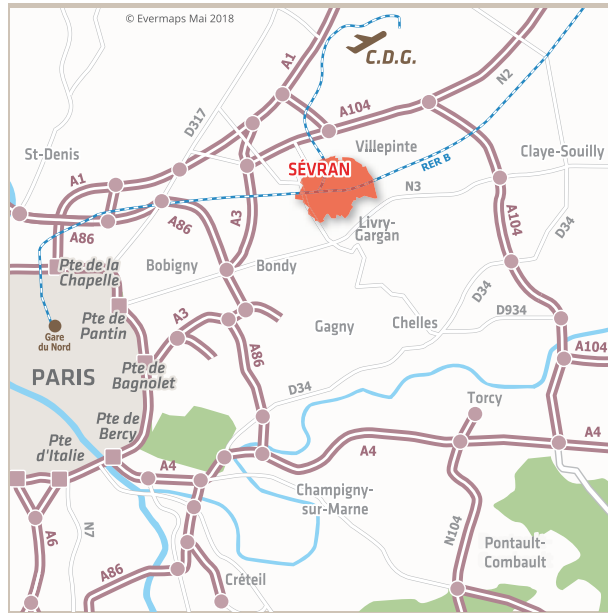 © Evermaps Mai 2018
C.D.G.
A1
N2
A104
D317
Villepinte
St-Denis
SÉVRAN
RER B
Claye-Souilly
A1
N3
A86
A86
A3
Livry-
Gargan
A104
D34
Pte de la
Chapelle
Bobigny
Bondy
D34
Pte de
Pantin
A3
Gagny
Chelles
D934
Gare
du Nord
A86
A104
PARIS
Pte de
Bagnolet
D34
Torcy
Pte de
Bercy
Pte
d'Italie
A4
A4
A4
Champigny-
sur-Marne
A6
N7
N104
Pontault-
Combault
A86
Crèteil